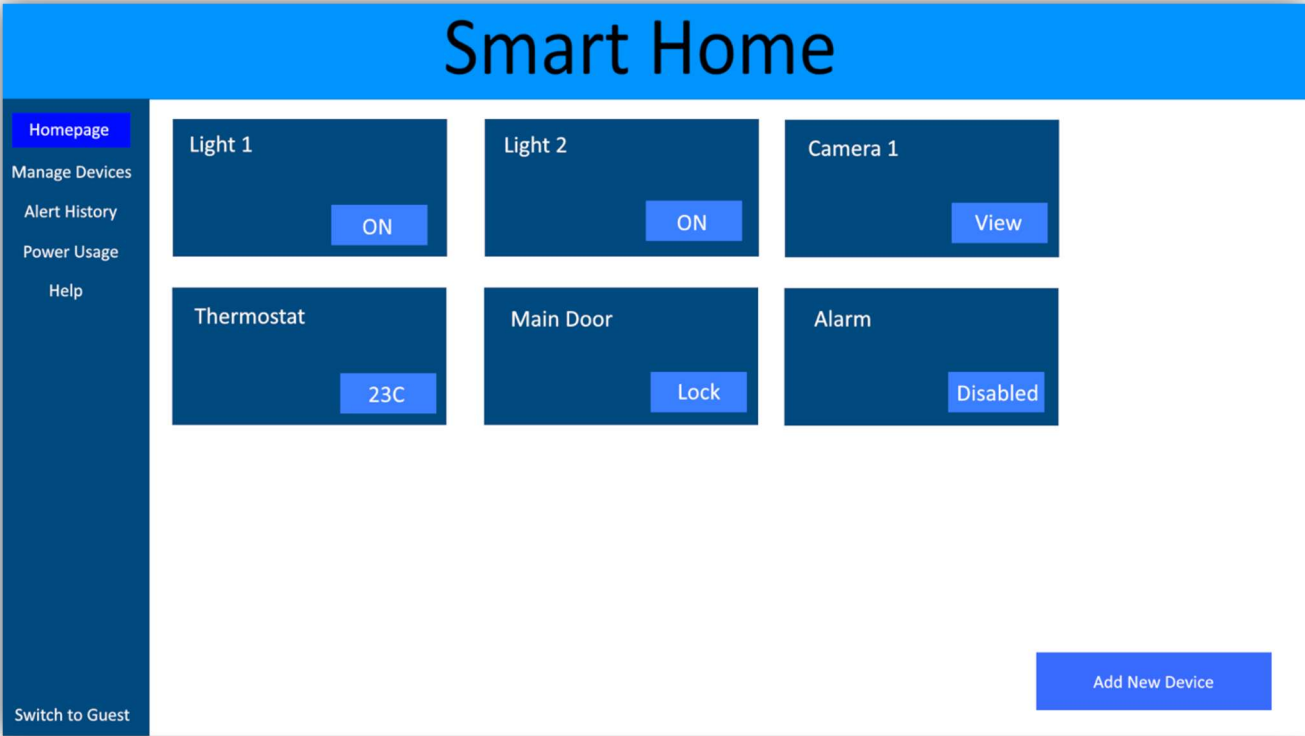 Smart Home
Homepage
Manage Devices
Alert History
Power Usage
Help
Switch to Guest
Light 1
ON
Light 2
ON
Camera 1
View
Thermostat
23C
Main Door
Lock
Alarm
Disabled
Add New Device